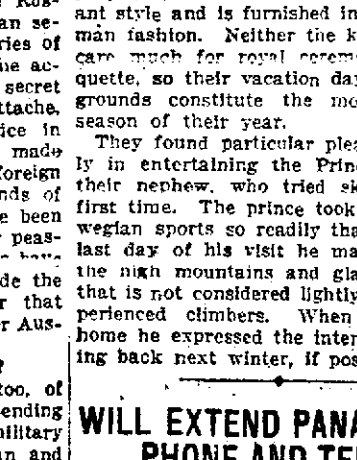 an se-
ries of
he ac-
secret
ttache,
ice in
made
foreign
nds of
e been
peas-
de the
r that
r Aus-
too, of
ending
military
n and
ant style and is furnished in
man fashion. Neither the k
care much for royal cerem
quette, so their vacation day
grounds constitute the mo
season of their year.
They found particular plea
ly in entertaining the Princ
their nephew, who tried sk
first time. The prince took
wegian sports so readily tha
last day of his visit he ma
the high mountains and gla
that is not considered lightly
perienced climbers. When
home he expressed the inten
ing back next winter, if pos
WILL EXTEND PANA
PHONE AND TE